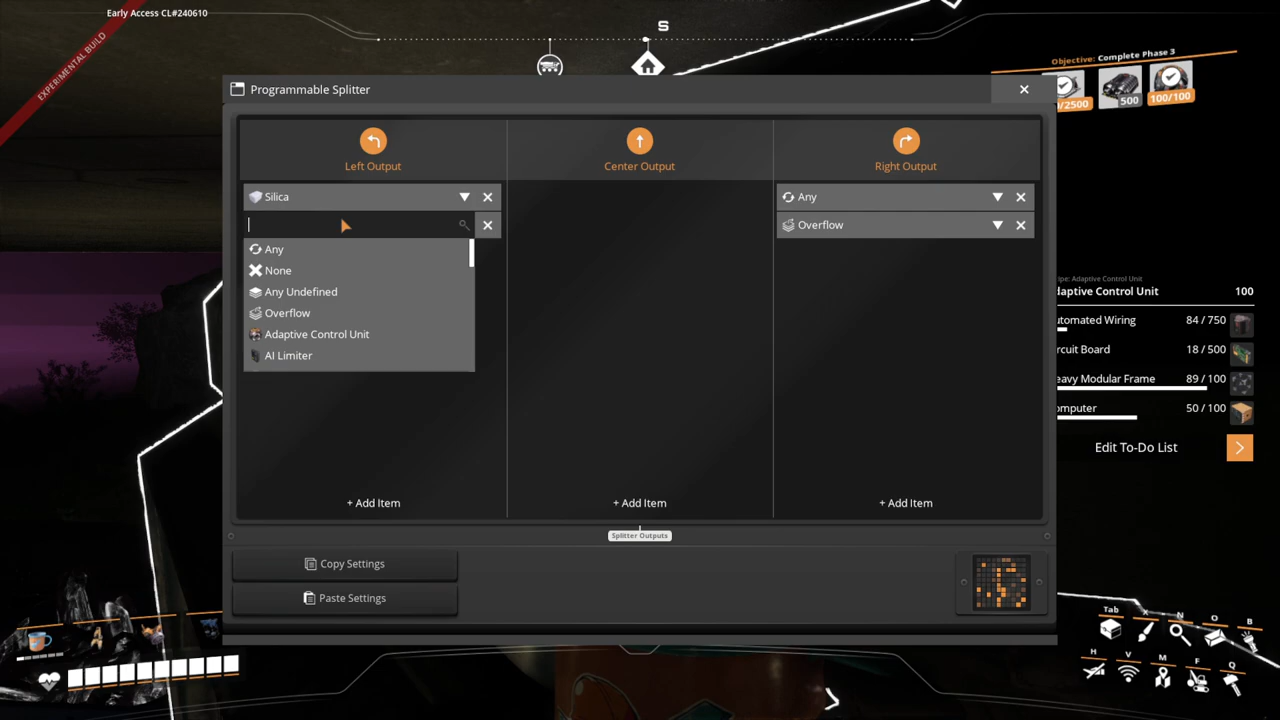 Early Access CL#240610
EXPERIMENTAL BUILD
S
Objective: Complete Phase 3
/2500
500
100/100
Programmable Splitter
Left Output
Center Output
Right Output
Silica
Any
Overflow
Any
None
Any Undefined
Overflow
Adaptive Control Unit
AI Limiter
+ Add Item
+ Add Item
+ Add Item
Splitter Outputs
Copy Settings
Paste Settings
Adaptive Control Unit
daptive Control Unit 100
utomated Wiring 84 / 750
rcuit Board 18 / 500
eavy Modular Frame 89 / 100
omputer 50 / 100
Edit To-Do List
Tab
X
N
O
B
H
V
M
F
Q